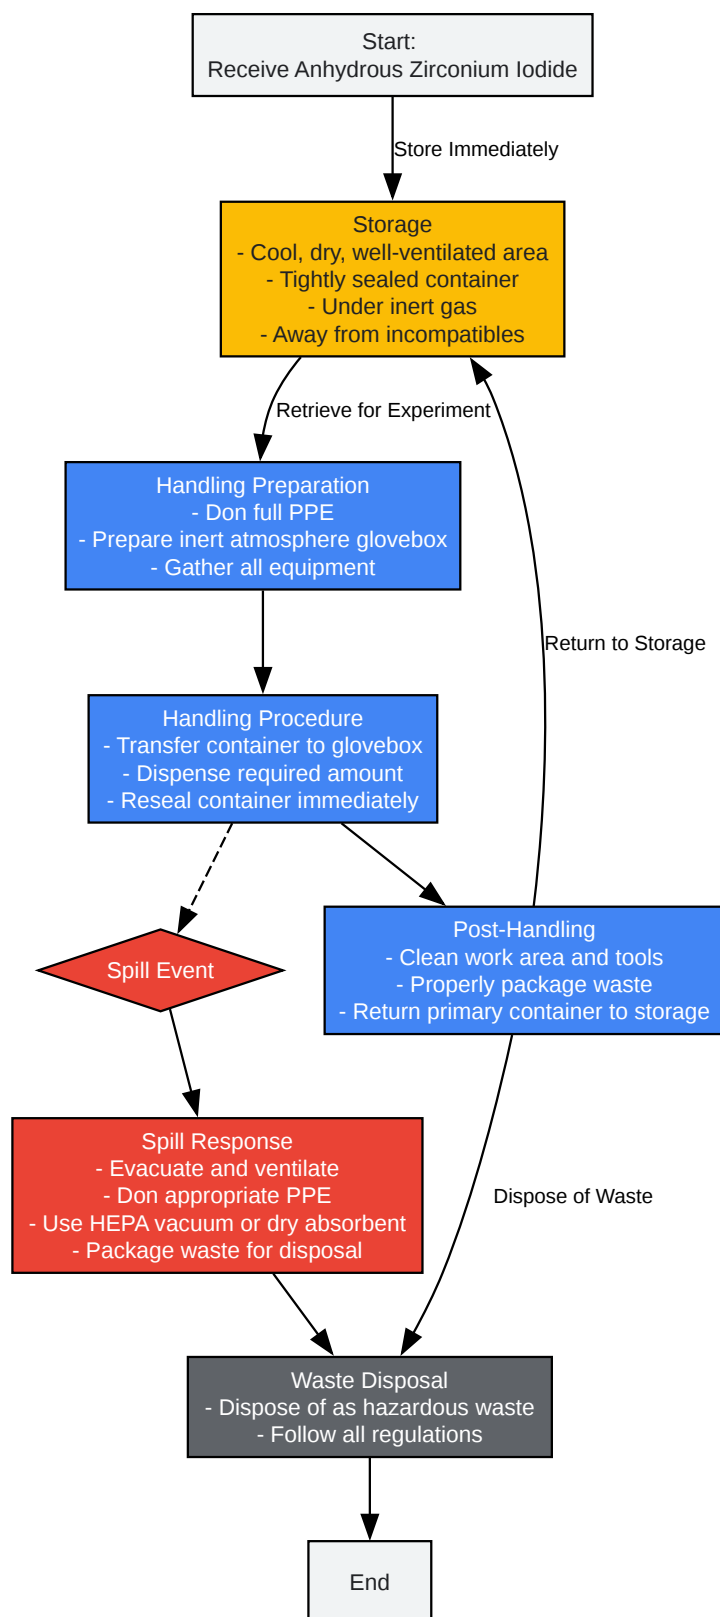 Start:
Receive Anhydrous Zirconium Iodide
Store Immediately
Storage
- Cool, dry, well-ventilated area
- Tightly sealed container
- Under inert gas
- Away from incompatibles
Retrieve for Experiment
Handling Preparation
- Don full PPE
- Prepare inert atmosphere glovebox
- Gather all equipment
Return to Storage
Handling Procedure
- Transfer container to glovebox
- Dispense required amount
- Reseal container immediately
Spill Event
Post-Handling
- Clean work area and tools
- Properly package waste
- Return primary container to storage
Spill Response
- Evacuate and ventilate
- Don appropriate PPE
- Use HEPA vacuum or dry absorbent
- Package waste for disposal
Dispose of Waste
Waste Disposal
- Dispose of as hazardous waste
- Follow all regulations
End